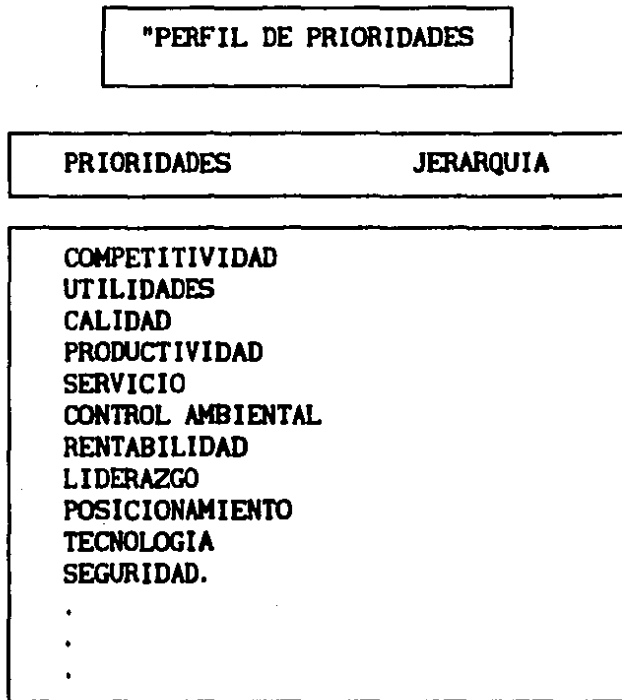 "PERFIL DE PRIORIDADES
PRIORIDADES JERARQUIA
COMPETITIVIDAD
UTILIDADES
CALIDAD
PRODUCTIVIDAD
SERVICIO
CONTROL AMBIENTAL
RENTABILIDAD
LIDERAZGO
POSICIONAMIENTO
TECNOLOGIA
SEGURIDAD.
.
.
.